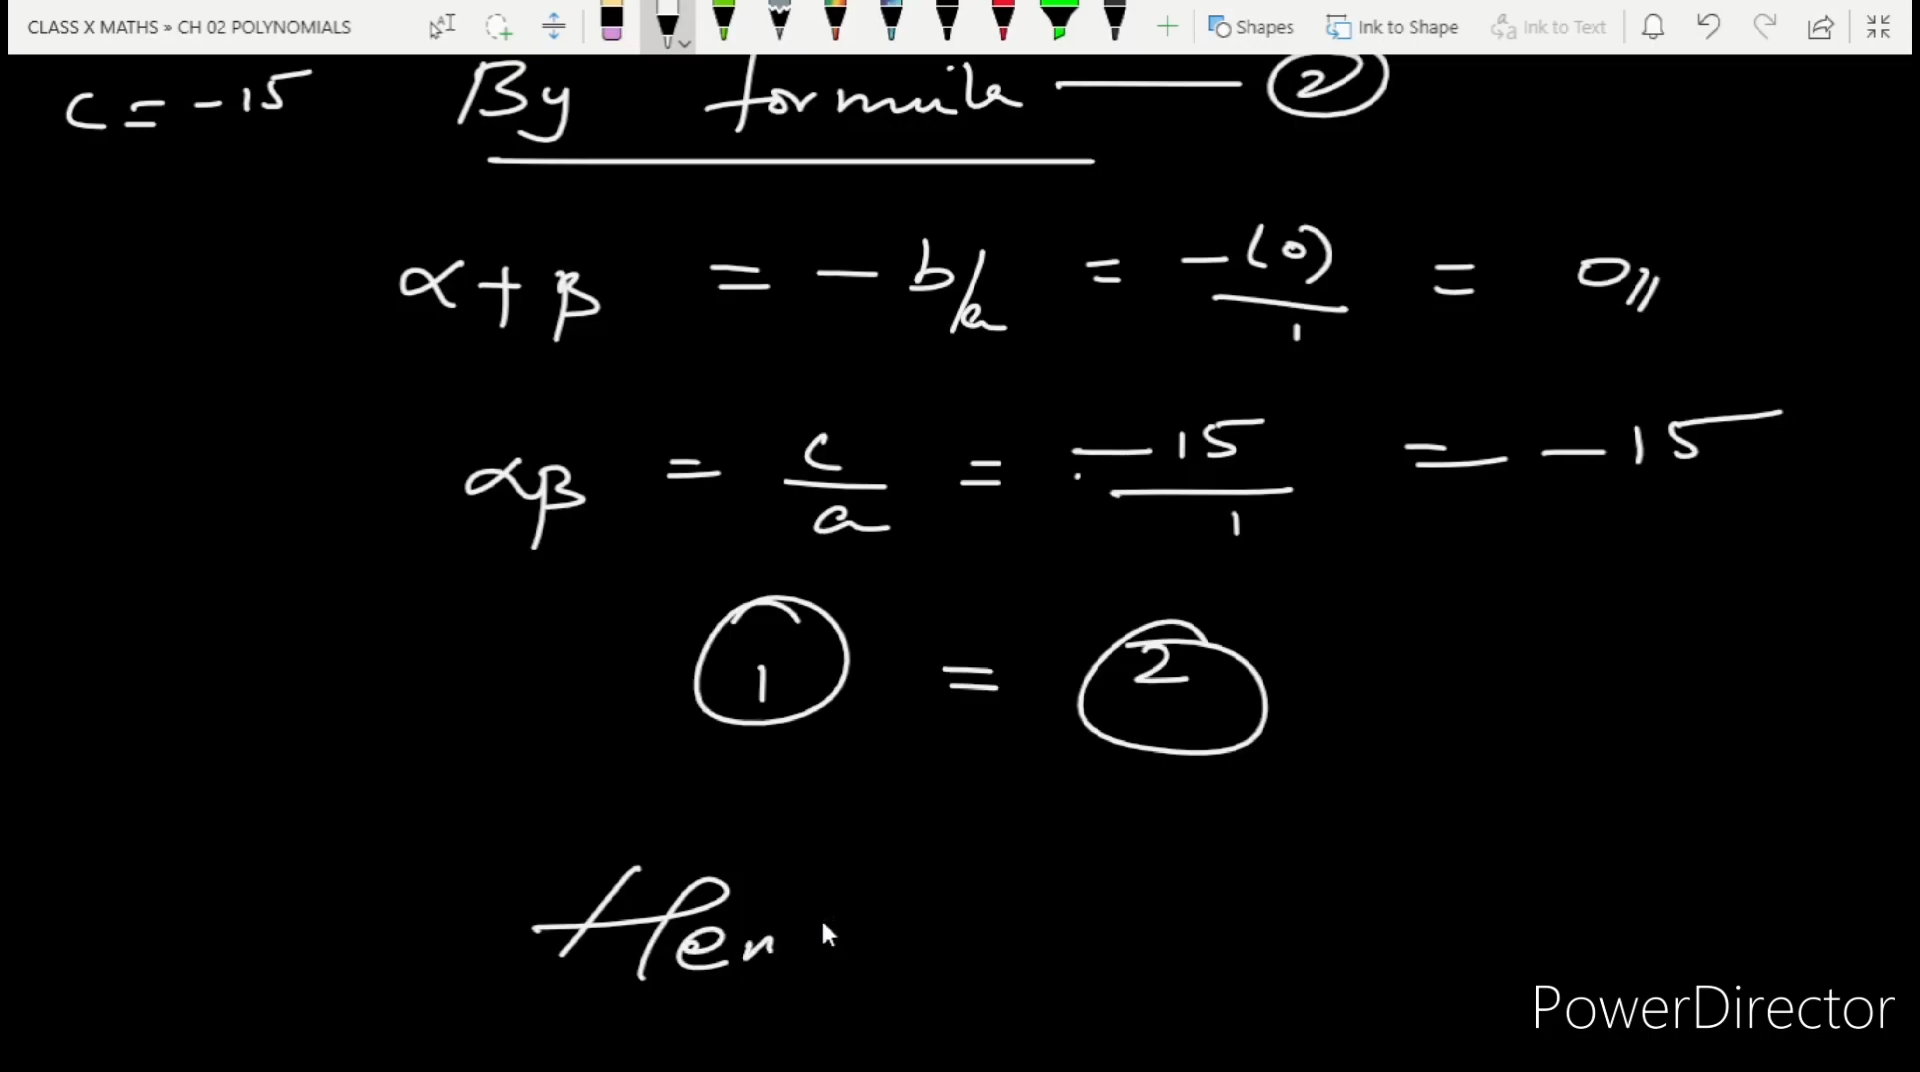 CLASS X MATHS » CH 02 POLYNOMIALS Shapes Ink to Shape Ink to Text
c = -15 By formula — 2
α + β = - b/a = -(0)/1 = 0
αβ = c/a = -15/1 = -15
1 = 2
Hen
PowerDirector